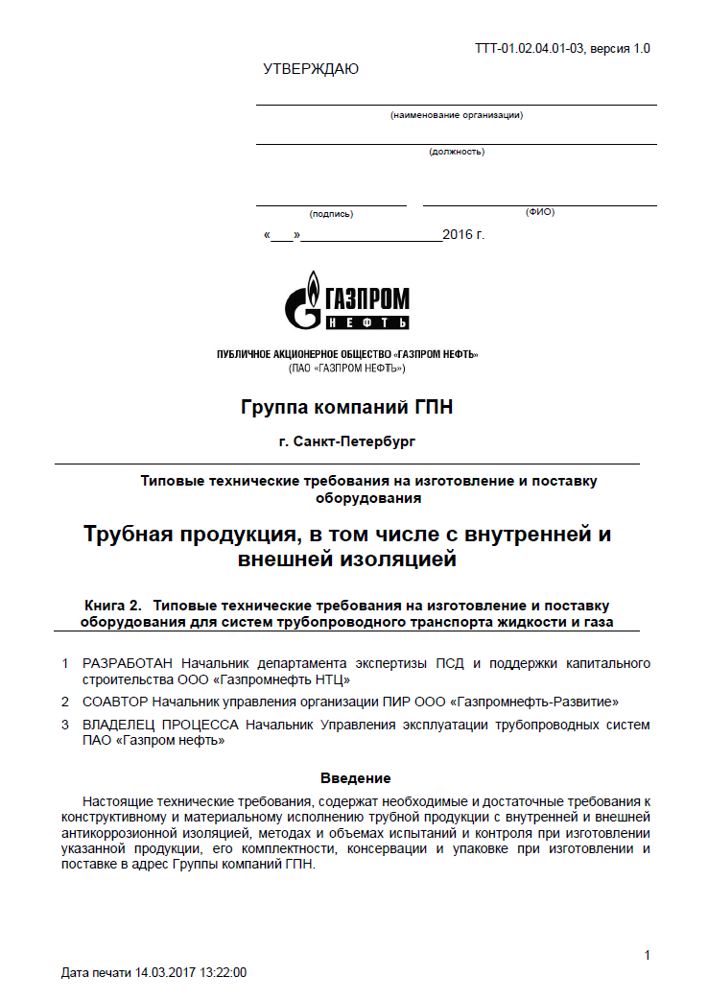 ТТТ-01.02.04.01-03, версия 1.0
УТВЕРЖДАЮ
(наименование организации)
(должность)
(подпись) (ФИО)
«___»___________________2016 г.
ГАЗПРОМ
НЕФТЬ
ПУБЛИЧНОЕ АКЦИОНЕРНОЕ ОБЩЕСТВО «ГАЗПРОМ НЕФТЬ»
(ПАО «ГАЗПРОМ НЕФТЬ»)
Группа компаний ГПН
г. Санкт-Петербург
Типовые технические требования на изготовление и поставку
оборудования
Трубная продукция, в том числе с внутренней и
внешней изоляцией
Книга 2. Типовые технические требования на изготовление и поставку
оборудования для систем трубопроводного транспорта жидкости и газа
1 РАЗРАБОТАН Начальник департамента экспертизы ПСД и поддержки капитального
строительства ООО «Газпромнефть НТЦ»
2 СОАВТОР Начальник управления организации ПИР ООО «Газпромнефть-Развитие»
3 ВЛАДЕЛЕЦ ПРОЦЕССА Начальник Управления эксплуатации трубопроводных систем
ПАО «Газпром нефть»
Введение
Настоящие технические требования, содержат необходимые и достаточные требования к
конструктивному и материальному исполнению трубной продукции с внутренней и внешней
антикоррозионной изоляцией, методах и объемах испытаний и контроля при изготовлении
указанной продукции, его комплектности, консервации и упаковке при изготовлении и
поставке в адрес Группы компаний ГПН.
1
Дата печати 14.03.2017 13:22:00